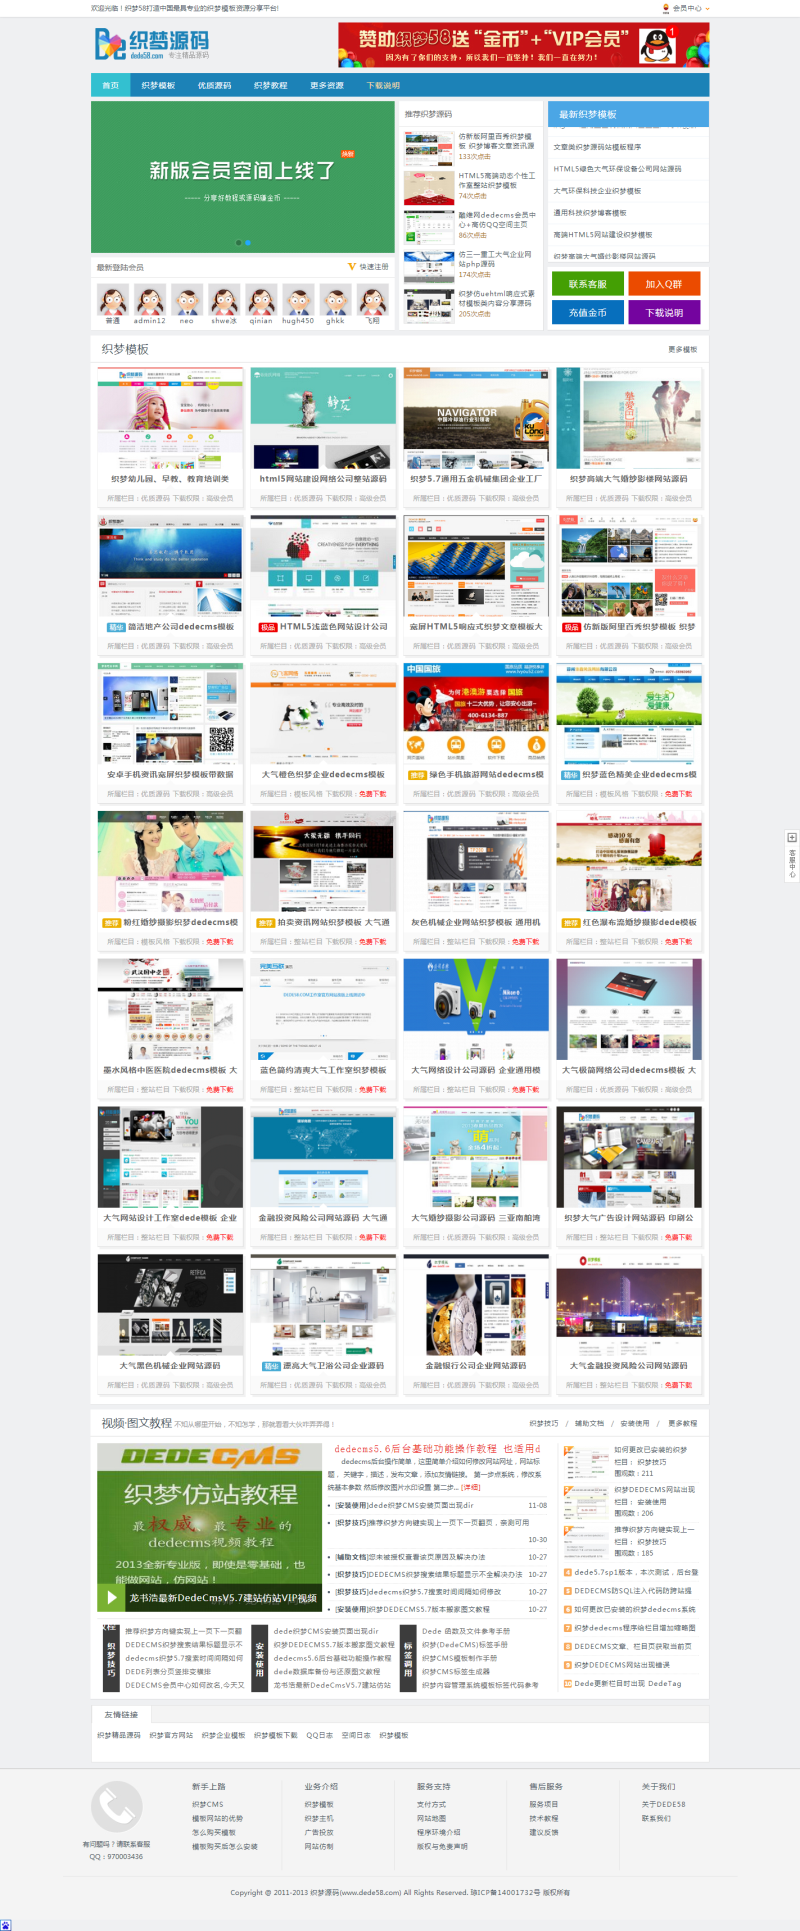 欢迎光临！织梦58打造中国最具专业的织梦模板资源分享平台!
会员中心
织梦源码
dede58.com 专注精品源码
赞助织梦58送“金币”+“VIP会员”
因为有了你们的支持，所以我们一直坚持！我们一直在努力！
首页 织梦模板 优质源码 织梦教程 更多资源 下载说明
新版会员空间上线了
----- 分享好教程或源码赚金币 -----
推荐织梦源码
仿新版阿里百秀织梦模
板 织梦博客文章资讯源
133次点击
HTML5高端动态个性工
作室整站织梦模板
74次点击
酷维网dedecms会员中
心+高仿QQ空间主页
86次点击
仿三一重工大气企业网
站php源码
174次点击
织梦仿uehtml响应式素
材模板类内容分享源码
205次点击
最新织梦模板
文章类织梦源码站模版程序
HTML5绿色大气环保设备公司网站源码
大气环保科技企业织梦模板
通用科技织梦博客模板
高端HTML5网站建设织梦模板
织梦高端大气婚纱影楼网站源码
最新登陆会员
快速注册
普通 admin12 neo shwe冰 qinian hugh450 ghkk 飞翔
联系客服 加入Q群
充值金币 下载说明
织梦模板
更多模板
织梦幼儿园、早教、教育培训类
所属栏目：优质源码 下载权限：高级会员
html5网站建设网络公司整站源码
所属栏目：优质源码 下载权限：高级会员
织梦5.7通用五金机械集团企业工厂
所属栏目：优质源码 下载权限：高级会员
织梦高端大气婚纱影楼网站源码
所属栏目：优质源码 下载权限：高级会员
精华 简洁地产公司dedecms模板
所属栏目：优质源码 下载权限：高级会员
极品 HTML5浅蓝色网站设计公司
所属栏目：优质源码 下载权限：高级会员
宽屏HTML5响应式织梦文章模板大
所属栏目：优质源码 下载权限：高级会员
极品 仿新版阿里百秀织梦模板 织梦
所属栏目：优质源码 下载权限：高级会员
安卓手机资讯宽屏织梦模板带数据
所属栏目：优质源码 下载权限：高级会员
大气橙色织梦企业dedecms模板
所属栏目：模板风格 下载权限：免费下载
推荐 绿色手机旅游网站dedecms模
所属栏目：模板风格 下载权限：免费下载
精华 织梦蓝色精美企业dedecms模
所属栏目：模板风格 下载权限：免费下载
推荐 粉红婚纱摄影织梦dedecms模
所属栏目：模板风格 下载权限：免费下载
推荐 拍卖资讯网站织梦模板 大气通
所属栏目：整站栏目 下载权限：免费下载
灰色机械企业网站织梦模板 通用机
所属栏目：整站栏目 下载权限：免费下载
推荐 红色瀑布流婚纱摄影dede模板
所属栏目：整站栏目 下载权限：免费下载
墨水风格中医医院dedecms模板 大
所属栏目：整站栏目 下载权限：免费下载
蓝色简约清爽大气工作室织梦模板
所属栏目：整站栏目 下载权限：免费下载
大气网络设计公司源码 企业通用模
所属栏目：整站栏目 下载权限：免费下载
大气极简网络公司dedecms模板 大
所属栏目：优质源码 下载权限：高级会员
大气网站设计工作室dede模板 企业
所属栏目：整站栏目 下载权限：免费下载
金融投资风险公司网站源码 大气通
所属栏目：整站栏目 下载权限：免费下载
大气婚纱摄影公司源码 三亚南船湾
所属栏目：整站栏目 下载权限：免费下载
织梦大气广告设计网站源码 印刷公
所属栏目：整站栏目 下载权限：免费下载
大气黑色机械企业网站源码
所属栏目：优质源码 下载权限：高级会员
精华 漂亮大气卫浴公司企业源码
所属栏目：优质源码 下载权限：高级会员
金融银行公司企业网站源码
所属栏目：优质源码 下载权限：高级会员
大气金融投资风险公司网站源码
所属栏目：整站栏目 下载权限：免费下载
客服中心
视频·图文教程 不知从哪里开始，不知怎学，那就看看大伙咋弄弄得！
织梦技巧 / 辅助文档 / 安装使用 / 更多教程
DEDECMS
织梦仿站教程
最权威、最专业的
dedecms视频教程
2013全新专业版，即使是零基础，也
能做网站，仿网站！
龙书浩最新DedeCmsV5.7建站仿站VIP视频
dedecms5.6后台基础功能操作教程 也适用d
dedecms后台操作简单，这里简单介绍如何修改网站网址，网站标
题，关键字，描述，发布文章，添加友情链接。 第一步点系统，修改系
统基本参数 然后修改图片水印设置 第二步... [详细]
[安装使用]dede织梦CMS安装页面出现dir 11-08
[织梦技巧]推荐织梦方向键实现上一页下一页翻页，亲测可用
10-30
[辅助文档]您未被授权查看该页原因及解决办法 10-27
[织梦技巧]DEDECMS织梦搜索结果标题显示不全解决办法 10-27
[织梦技巧]dedecms织梦5.7搜索时间间隔如何修改 10-27
[安装使用]织梦DEDECMS5.7版本搬家图文教程 10-27
如何更改已安装的织梦
栏目： 织梦技巧
围观数：211
织梦DEDECMS网站出现
栏目： 安装使用
围观数：206
推荐织梦方向键实现上一
栏目： 织梦技巧
围观数：185
4 dede5.7sp1版本，本次测试，后台登
5 DEDECMS防SQL注入代码防跨站提
6 如何更改已安装的织梦dedecms系统
7 织梦dedecms程序给栏目增加缩略图
8 DEDECMS文章、栏目页获取当前页
9 织梦DEDECMS网站出现错误
10 Dede更新栏目时出现 DedeTag
织梦技巧
推荐织梦方向键实现上一页下一页翻
DEDECMS织梦搜索结果标题显示不
dedecms织梦5.7搜索时间间隔如何
DEDE列表分页竖排变横排
DEDECMS会员中心如何改名,今天又
安装使用
dede织梦CMS安装页面出现dir
织梦DEDECMS5.7版本搬家图文教程
dedecms5.6后台基础功能操作教程
dede数据库备份与还原图文教程
龙书浩最新DedeCmsV5.7建站仿站
标签调用
Dede 函数及文件参考手册
织梦(DedeCMS)标签手册
织梦CMS模板制作手册
织梦CMS标签生成器
织梦内容管理系统模板标签代码参考
友情链接
织梦精品源码 织梦官方网站 织梦企业模板 织梦模板下载 QQ日志 空间日志 织梦模板
有问题吗？请联系客服
QQ：970003436
新手上路
织梦CMS
模板网站的优势
怎么购买模板
模板购买后怎么安装
业务介绍
织梦模板
织梦主机
广告投放
网站仿制
服务支持
支付方式
网站地图
程序环境介绍
版权与免责声明
售后服务
服务项目
技术教程
建议反馈
关于我们
关于DEDE58
联系我们
Copyright @ 2011-2013 织梦源码(www.dede58.com) All Rights Reserved. 琼ICP备14001732号 版权所有